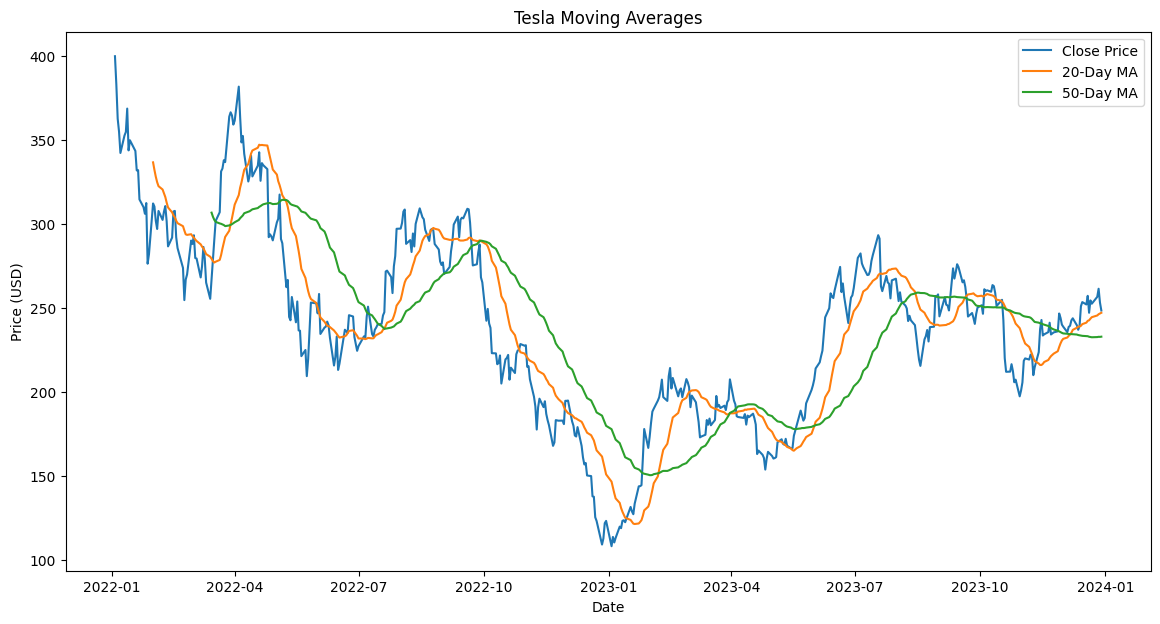 Tesla Moving Averages
Close Price
20-Day MA
50-Day MA
Price (USD)
400
350
300
250
200
150
100
2022-01
2022-04
2022-07
2022-10
2023-01
2023-04
2023-07
2023-10
2024-01
Date